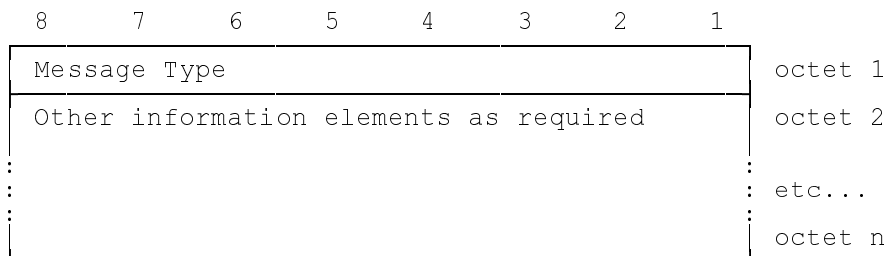 8 7 6 5 4 3 2 1
Message Type octet 1
Other information elements as required octet 2
: :
: : etc...
: :
octet n